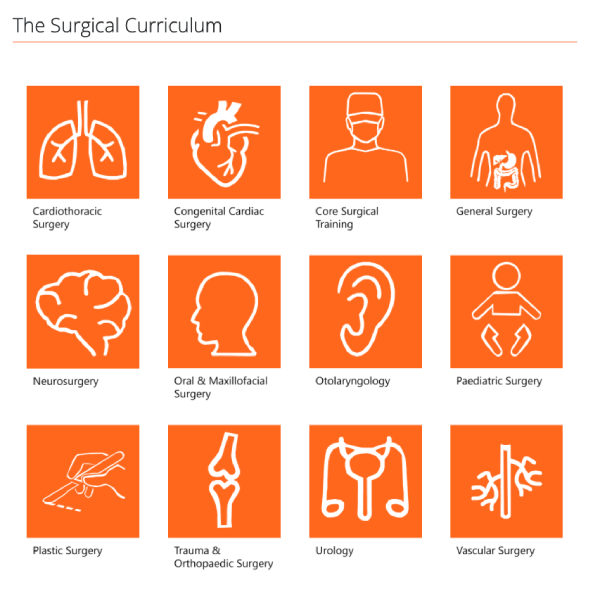 The Surgical Curriculum
Cardiothoracic
Surgery
Congenital Cardiac
Surgery
Core Surgical
Training
General Surgery
Neurosurgery
Oral & Maxillofacial
Surgery
Otolaryngology
Paediatric Surgery
Plastic Surgery
Trauma &
Orthopaedic Surgery
Urology
Vascular Surgery